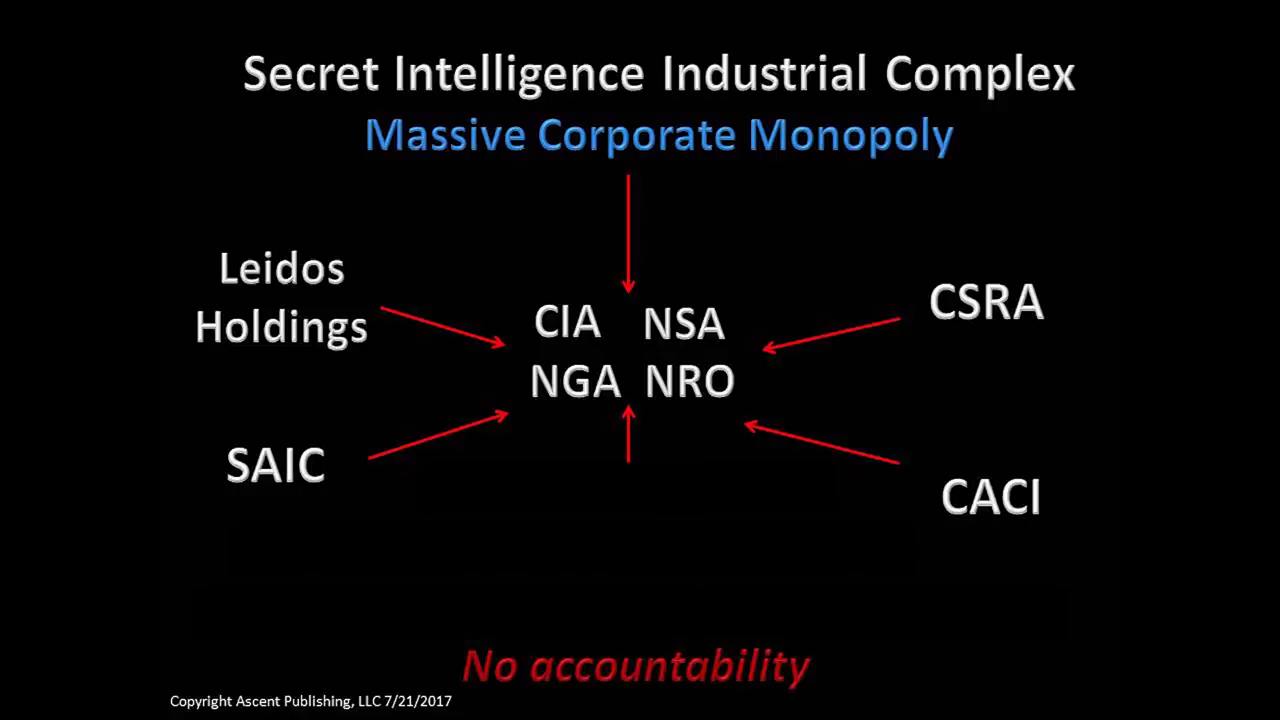 Secret Intelligence Industrial Complex
Massive Corporate Monopoly
Leidos
Holdings
CIA NSA
NGA NRO
CSRA
SAIC
CACI
No accountability
Copyright Ascent Publishing, LLC 7/21/2017